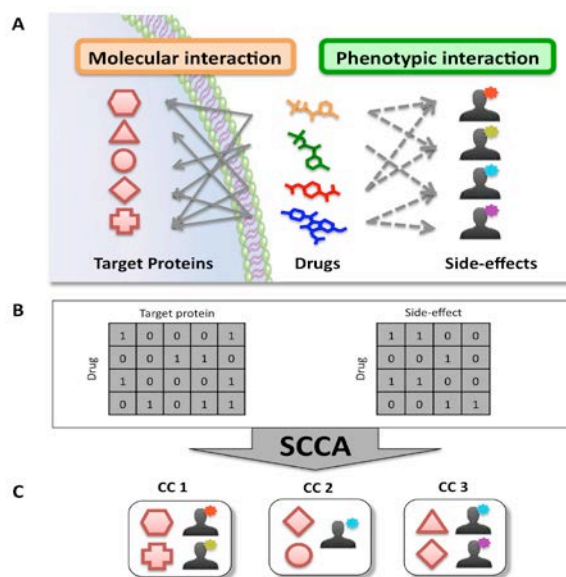 A
Molecular interaction
Phenotypic interaction
Target Proteins
Drugs
Side-effects
B
Target protein
Side-effect
Drug
1 0 0 0 1
0 0 1 1 0
1 0 0 0 1
0 1 0 1 1
Drug
1 1 0 0
0 0 1 0
1 1 0 0
0 0 1 1
SCCA
C
CC 1
CC 2
CC 3